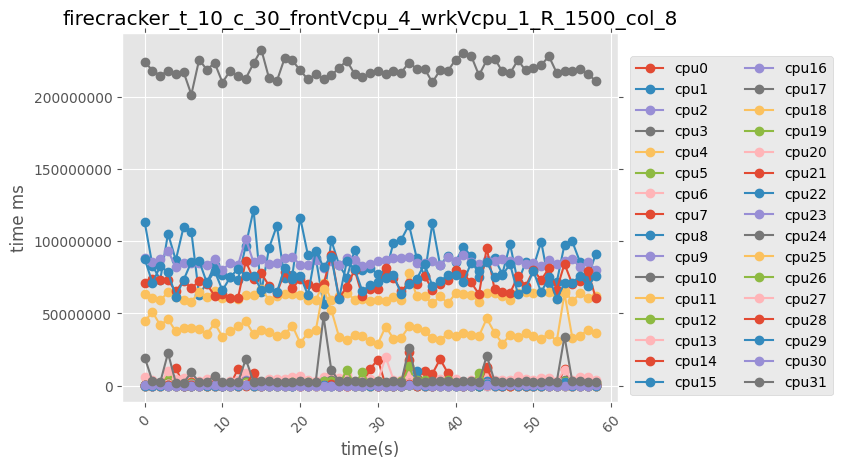 firecracker_t_10_c_30_frontVcpu_4_wrkVcpu_1_R_1500_col_8
200000000
150000000
100000000
50000000
0
time ms
0
10
20
30
40
50
60
time(s)
cpu0
cpu1
cpu2
cpu3
cpu4
cpu5
cpu6
cpu7
cpu8
cpu9
cpu10
cpu11
cpu12
cpu13
cpu14
cpu15
cpu16
cpu17
cpu18
cpu19
cpu20
cpu21
cpu22
cpu23
cpu24
cpu25
cpu26
cpu27
cpu28
cpu29
cpu30
cpu31